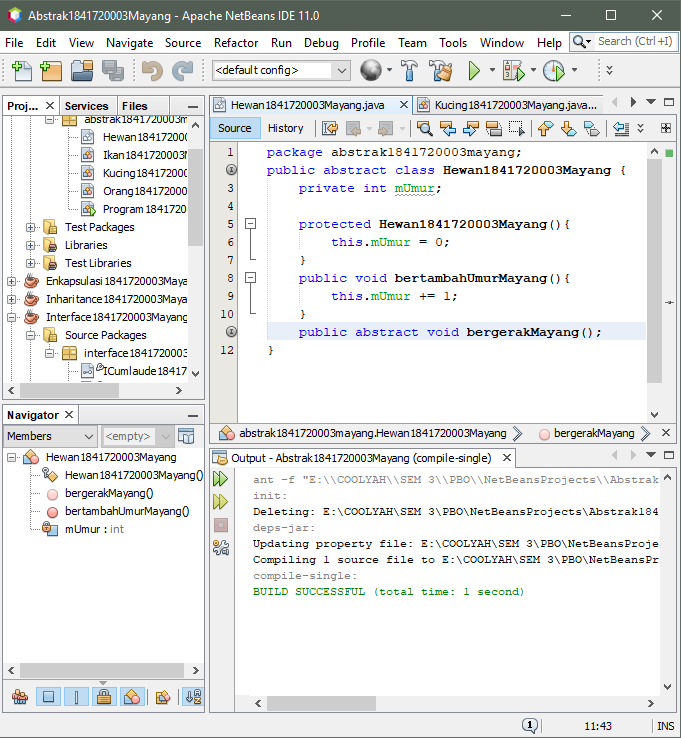 Abstrak1841720003Mayang - Apache NetBeans IDE 11.0
File Edit View Navigate Source Refactor Run Debug Profile Team Tools Window Help Search (Ctrl+I)
<default config>
Proj... Services Files
abstrak1841720003
Hewan1841720003
Ikan1841720003M
Kucing1841720003
Orang1841720003
Program1841720
Test Packages
Libraries
Test Libraries
Enkapsulasi1841720003Maya
Inharitance1841720003Mayan
Interface1841720003Mayang
Source Packages
interface1841720003
ICumlaude18417
Hewan1841720003Mayang.java Kucing1841720003Mayang.java...
Source History
1 package abstrak1841720003mayang;
public abstract class Hewan1841720003Mayang {
3 private int mUmur;
4
5 protected Hewan1841720003Mayang(){
6 this.mUmur = 0;
7 }
8 public void bertambahUmurMayang(){
9 this.mUmur += 1;
10 }
public abstract void bergerakMayang();
12 }
abstrak1841720003mayang.Hewan1841720003Mayang bergerakMayang
Navigator
Members <empty>
Hewan1841720003Mayang
Hewan1841720003Mayang()
bergerakMayang()
bertambahUmurMayang()
mUmur : int
Output - Abstrak1841720003Mayang (compile-single)
ant -f "E:\\COOLYAH\\SEM 3\\PBO\\NetBeansProjects\\Abstrak
init:
Deleting: E:\COOLYAH\SEM 3\PBO\NetBeansProjects\Abstrak184
deps-jar:
Updating property file: E:\COOLYAH\SEM 3\PBO\NetBeansProje
Compiling 1 source file to E:\COOLYAH\SEM 3\PBO\NetBeansPr
compile-single:
BUILD SUCCESSFUL (total time: 1 second)
11:43 INS